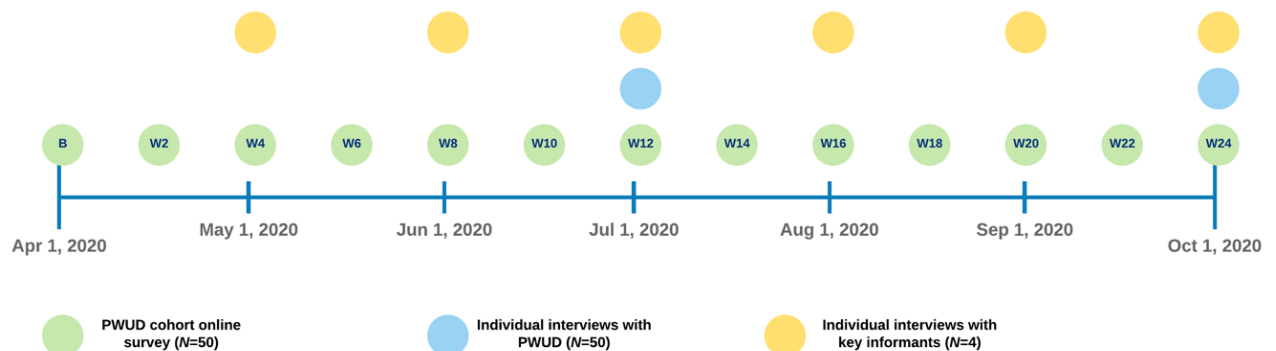 B W2 W4 W6 W8 W10 W12 W14 W16 W18 W20 W22 W24
Apr 1, 2020 May 1, 2020 Jun 1, 2020 Jul 1, 2020 Aug 1, 2020 Sep 1, 2020 Oct 1, 2020
PWUD cohort online
survey (N=50)
Individual interviews with
PWUD (N=50)
Individual interviews with
key informants (N=4)